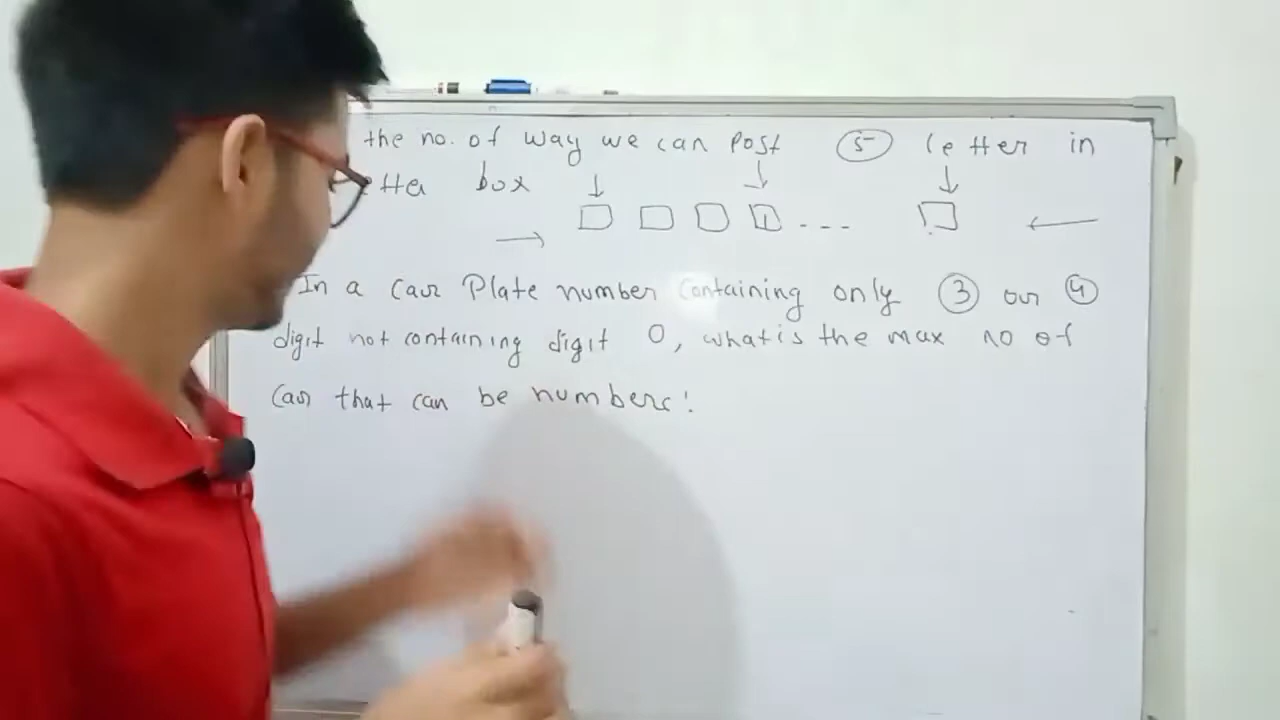 the no. of way we can Post 5 letter in
box
In a car Plate number Containing only 3 or 4
digit not containing digit 0, what is the max no of
Car that can be numbers!